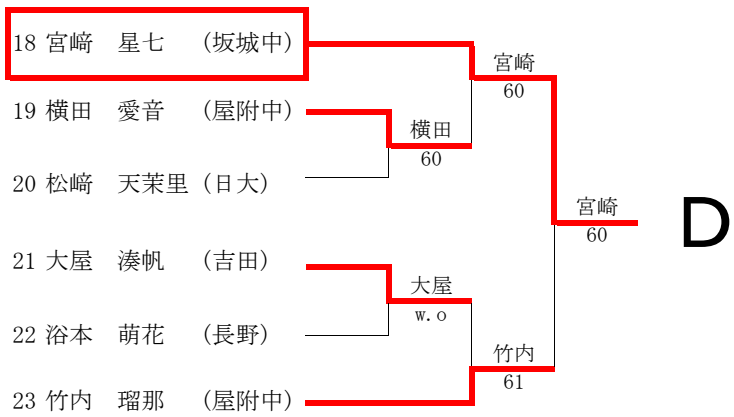 18 宮﨑 星七 (坂城中)
宮崎
60
19 横田 愛音 (屋附中)
横田
60
20 松﨑 天茉里 (日大)
宮崎
60
D
21 大屋 湊帆 (吉田)
大屋
w.o
22 浴本 萌花 (長野)
竹内
61
23 竹内 瑠那 (屋附中)